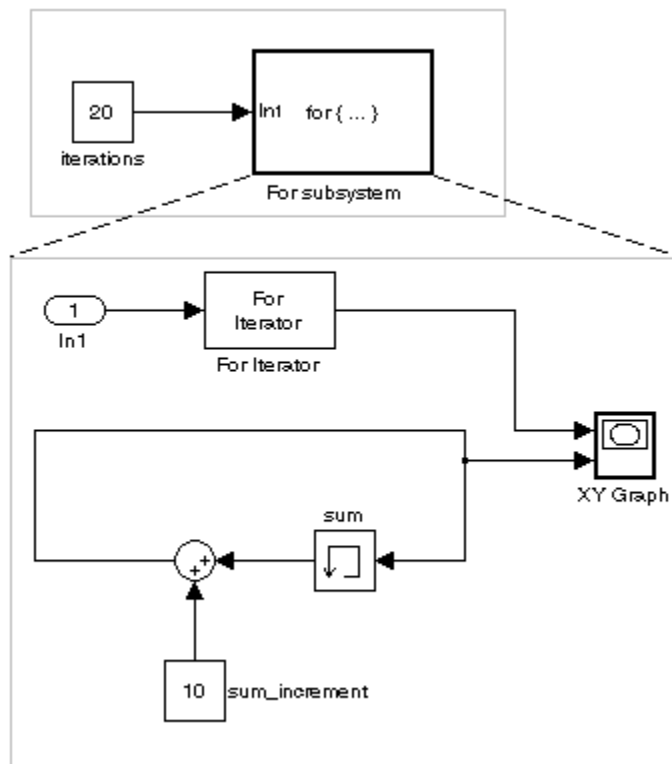 20
iterations
In1
for { ... }
For subsystem
1
In1
For
Iterator
For Iterator
XY Graph
sum
+
+
10
sum_increment